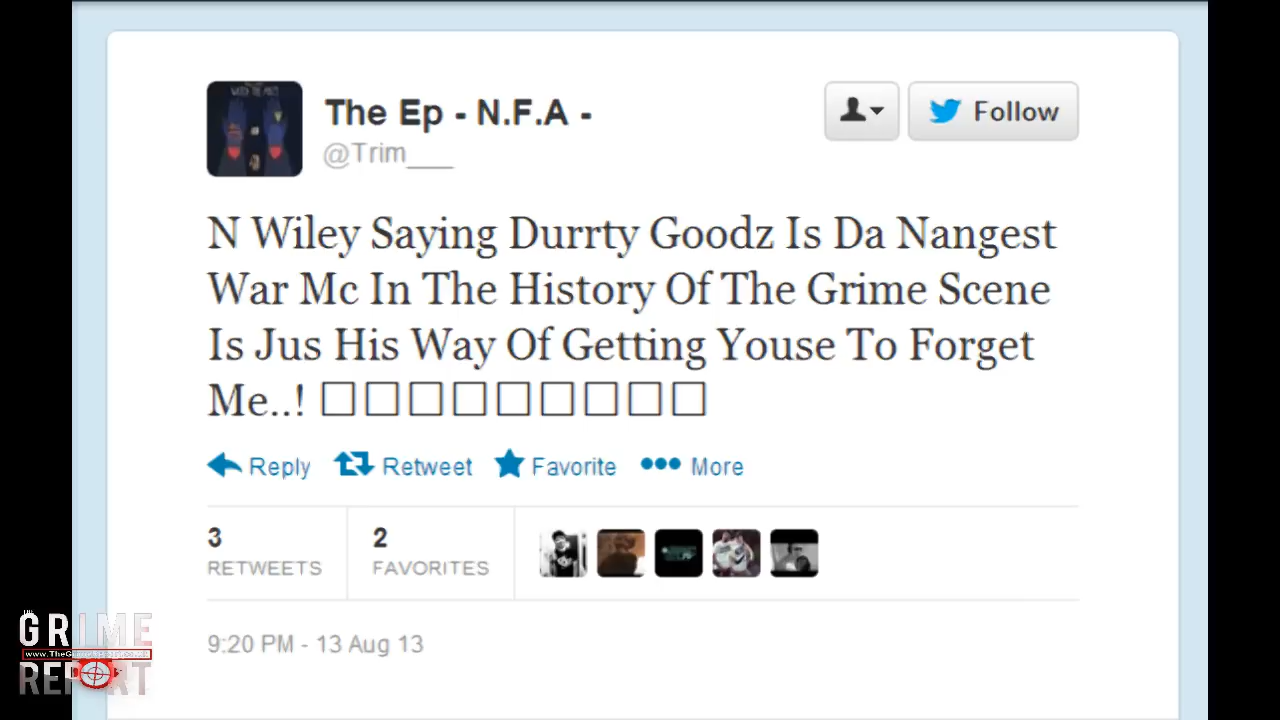 The Ep - N.F.A -
@Trim___
Follow
N Wiley Saying Durrty Goodz Is Da Nangest
War Mc In The History Of The Grime Scene
Is Jus His Way Of Getting Youse To Forget
Me..! □□□□□□□□□
Reply Retweet Favorite More
3 RETWEETS
2 FAVORITES
9:20 PM - 13 Aug 13
THE
GRIME
REPORT